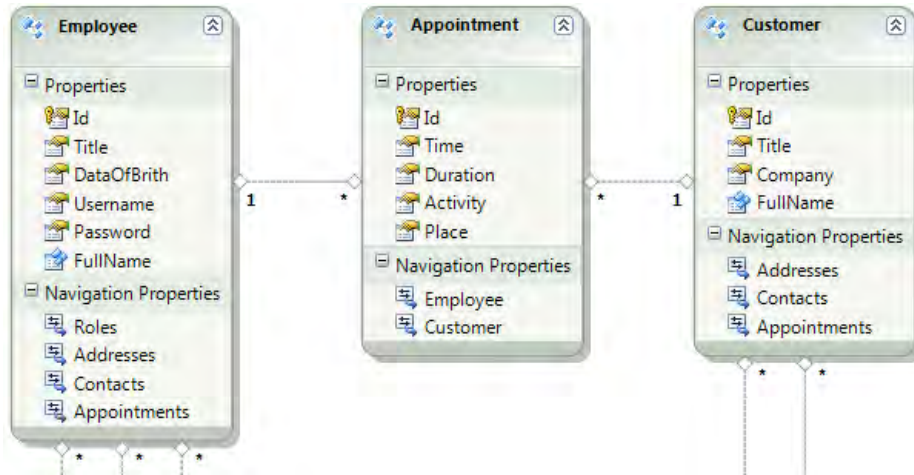 Employee
Properties
Id
Title
DataOfBrith
Username
Password
FullName
Navigation Properties
Roles
Addresses
Contacts
Appointments
* * *
1 *
Appointment
Properties
Id
Time
Duration
Activity
Place
Navigation Properties
Employee
Customer
* 1
Customer
Properties
Id
Title
Company
FullName
Navigation Properties
Addresses
Contacts
Appointments
* *